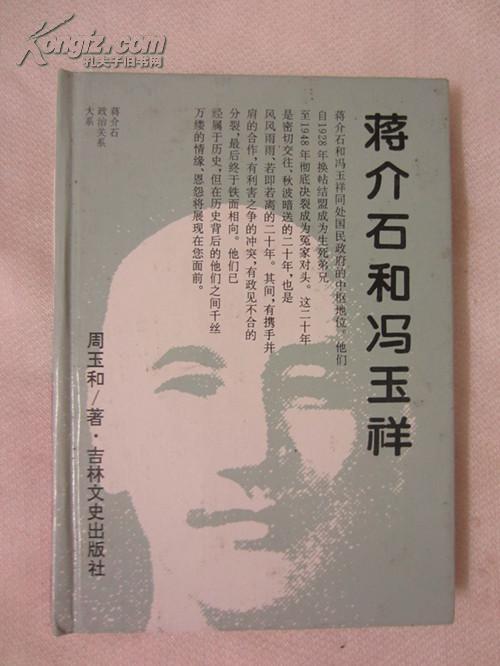 Kongfz.com
孔夫子旧书网
蒋介石和冯玉祥
蒋介石和冯玉祥同处国民政府的中枢地位。他们
自1928年换帖结盟成为生死弟兄
至1948年彻底决裂成为冤家对头。这二十年
是密切交往、秋波暗送的二十年，也是
风风雨雨、若即若离的二十年。其间，有携手并
肩的合作，有利害之争的冲突，有政见不合的
分裂，最后终于铁面相向。他们已
经属于历史，但在历史背后的他们之间千丝
万缕的情缘、恩怨将展现在您面前。
蒋介石
政治关系
大系
周玉和/著·吉林文史出版社